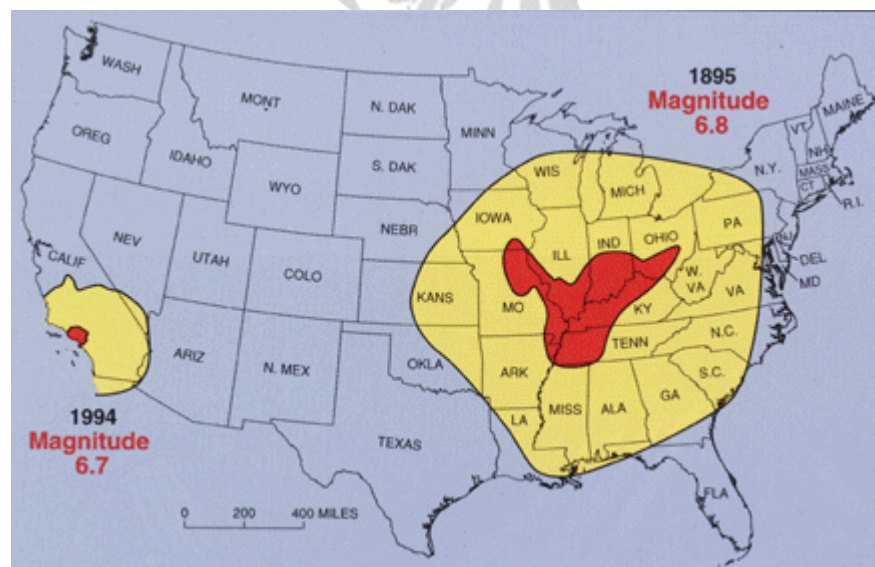 WASH
MONT
N. DAK
MINN
1895
Magnitude
6.8
MAINE
VT
NH
OREG
IDAHO
S. DAK
WIS
MICH
N.Y.
MASS
CT
R.I.
WYO
NEBR
IOWA
ILL
IND
OHIO
PA
NJ
DEL
MD
NEV
UTAH
COLO
CALIF
KANS
MO
KY
W.
VA
VA
ARIZ
N. MEX
OKLA
ARK
TENN
N.C.
S.C.
TEXAS
LA
MISS
ALA
GA
FLA
1994
Magnitude
6.7
0 200 400 MILES